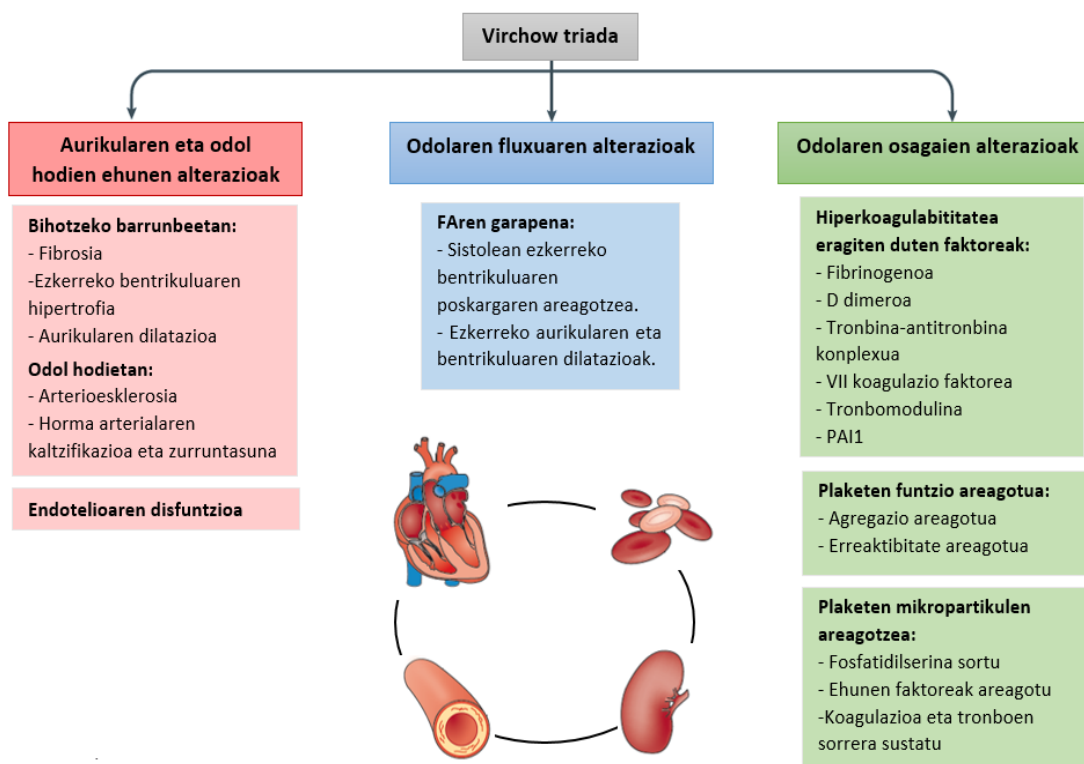 Virchow triada
Aurikularen eta odol
hodien ehunen alterazioak
Bihotzeko barrunbeetan:
- Fibrosia
-Ezkerreko bentrikuluaren
hipertrofia
- Aurikularen dilatazioa
Odol hodietan:
- Arterioesklerosia
- Horma arterialaren
kaltzifikazioa eta zurruntasuna
Endotelioaren disfuntzioa
Odolaren fluxuaren alterazioak
FAren garapena:
- Sistolean ezkerreko
bentrikuluaren
poskargaren areagotzea.
- Ezkerreko aurikularen eta
bentrikuluaren dilatazioak.
Odolaren osagaien alterazioak
Hiperkoagulabititatea
eragiten duten faktoreak:
- Fibrinogenoa
- D dimeroa
- Tronbina-antitronbina
konplexua
- VII koagulazio faktorea
- Tronbomodulina
- PAI1
Plaketen funtzio areagotua:
- Agregazio areagotua
- Erreaktibitate areagotua
Plaketen mikropartikulen
areagotzea:
- Fosfatidilserina sortu
- Ehunen faktoreak areagotu
-Koagulazioa eta tronboen
sorrera sustatu